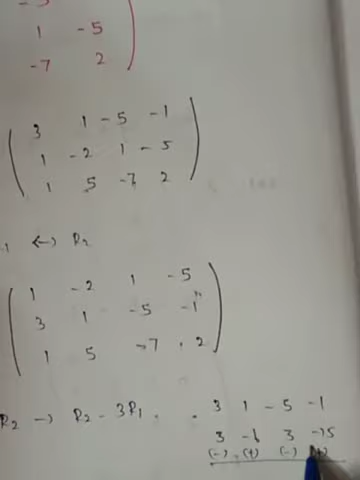 1 -5
-7 2
3 1 -5 -1
1 -2 1 -5
1 5 -7 2
1 ↔ R2
1 -2 1 -5
3 1 -5 -1
1 5 -7 2
R2 → R2 - 3R1
3 1 -5 -1
3 -6 3 -15
(-) (+) (-) (+)